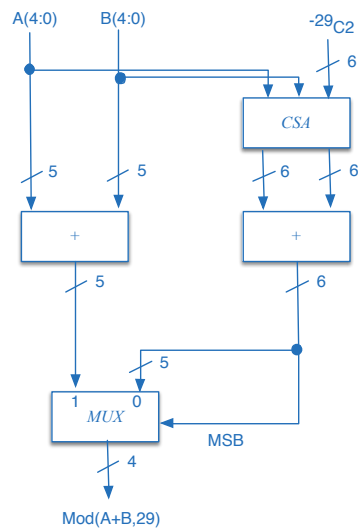 A(4:0) B(4:0) -29C2
6
CSA
5 5 6 6
+ +
5 6
5
1 0
MUX
MSB
4
Mod(A+B,29)